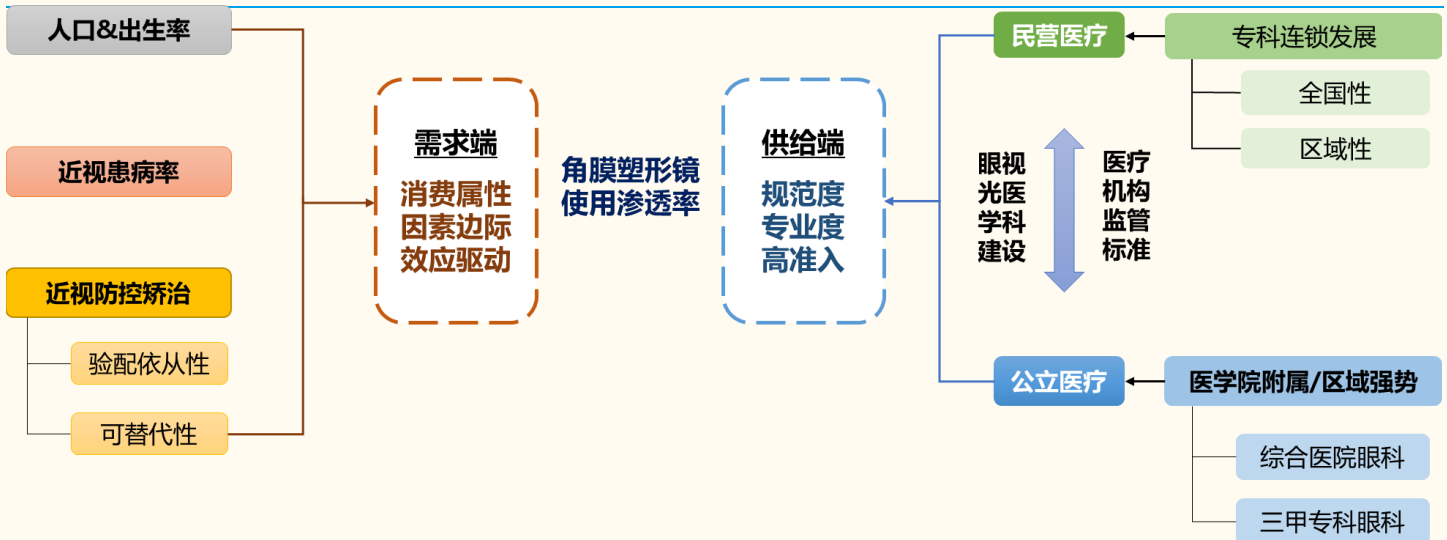 人口&出生率
近视患病率
近视防控矫治
验配依从性
可替代性
需求端
消费属性
因素边际
效应驱动
角膜塑形镜
使用渗透率
供给端
规范度
专业度
高准入
民营医疗
专科连锁发展
全国性
区域性
眼视
光医
学科
建设
医疗
机构
监管
标准
公立医疗
医学院附属/区域强势
综合医院眼科
三甲专科眼科